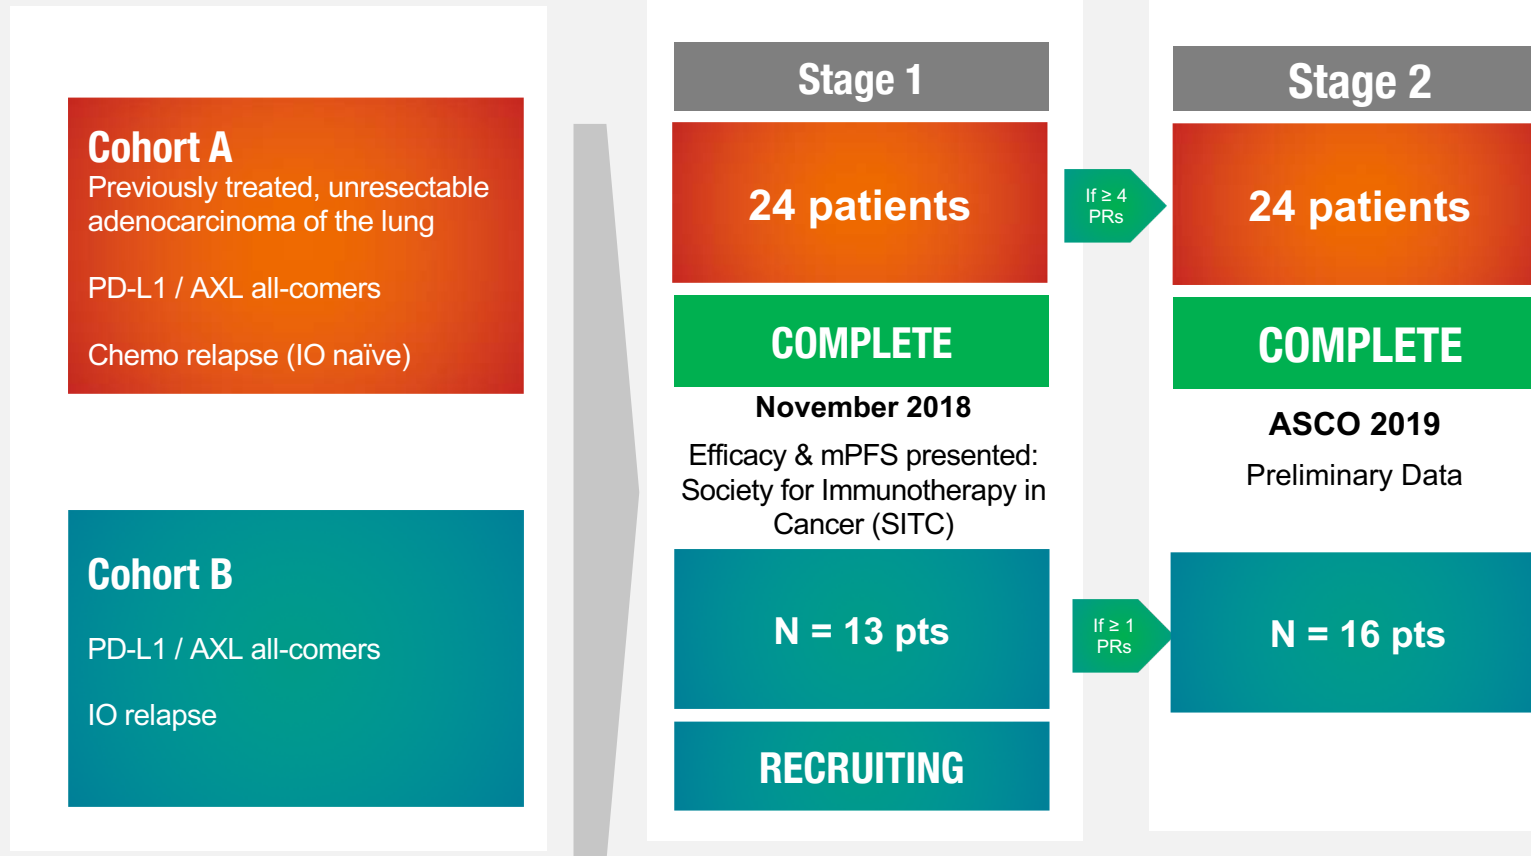 Cohort A
Previously treated, unresectable
adenocarcinoma of the lung
PD-L1 / AXL all-comers
Chemo relapse (IO naïve)
Cohort B
PD-L1 / AXL all-comers
IO relapse
Stage 1
24 patients
COMPLETE
November 2018
Efficacy & mPFS presented:
Society for Immunotherapy in
Cancer (SITC)
N = 13 pts
RECRUITING
If ≥ 4
PRs
If ≥ 1
PRs
Stage 2
24 patients
COMPLETE
ASCO 2019
Preliminary Data
N = 16 pts